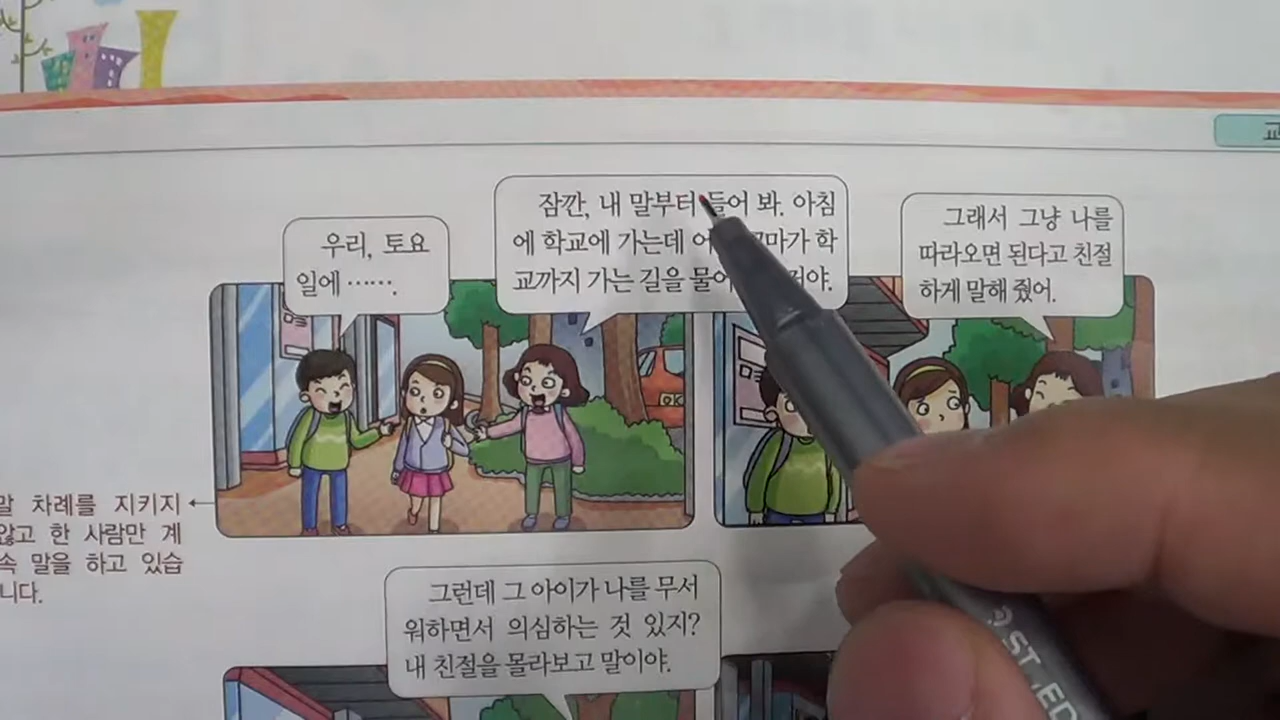 우리, 토요
일에 …….
잠깐, 내 말부터 들어 봐. 아침
에 학교에 가는데 학
교까지 가는 길을
그래서 그냥 나를
따라오면 된다고 친절
하게 말해 줬어.
말 차례를 지키지
않고 한 사람만 계
속 말을 하고 있습
니다.
그런데 그 아이가 나를 무서
워하면서 의심하는 것 있지?
내 친절을 몰라보고 말이야.